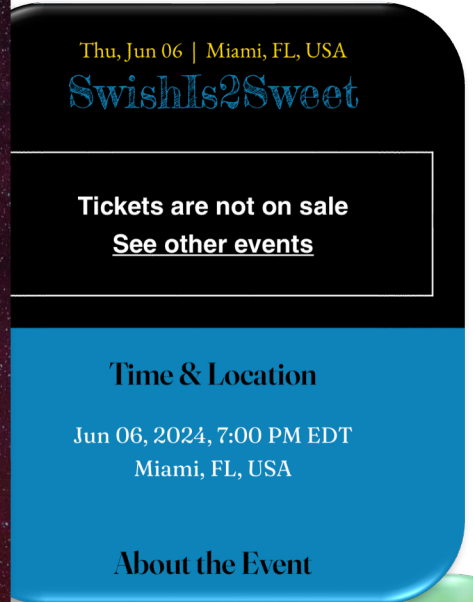 Thu, Jun 06 | Miami, FL, USA
SwishIs2Sweet
Tickets are not on sale
See other events
Time & Location
Jun 06, 2024, 7:00 PM EDT
Miami, FL, USA
About the Event